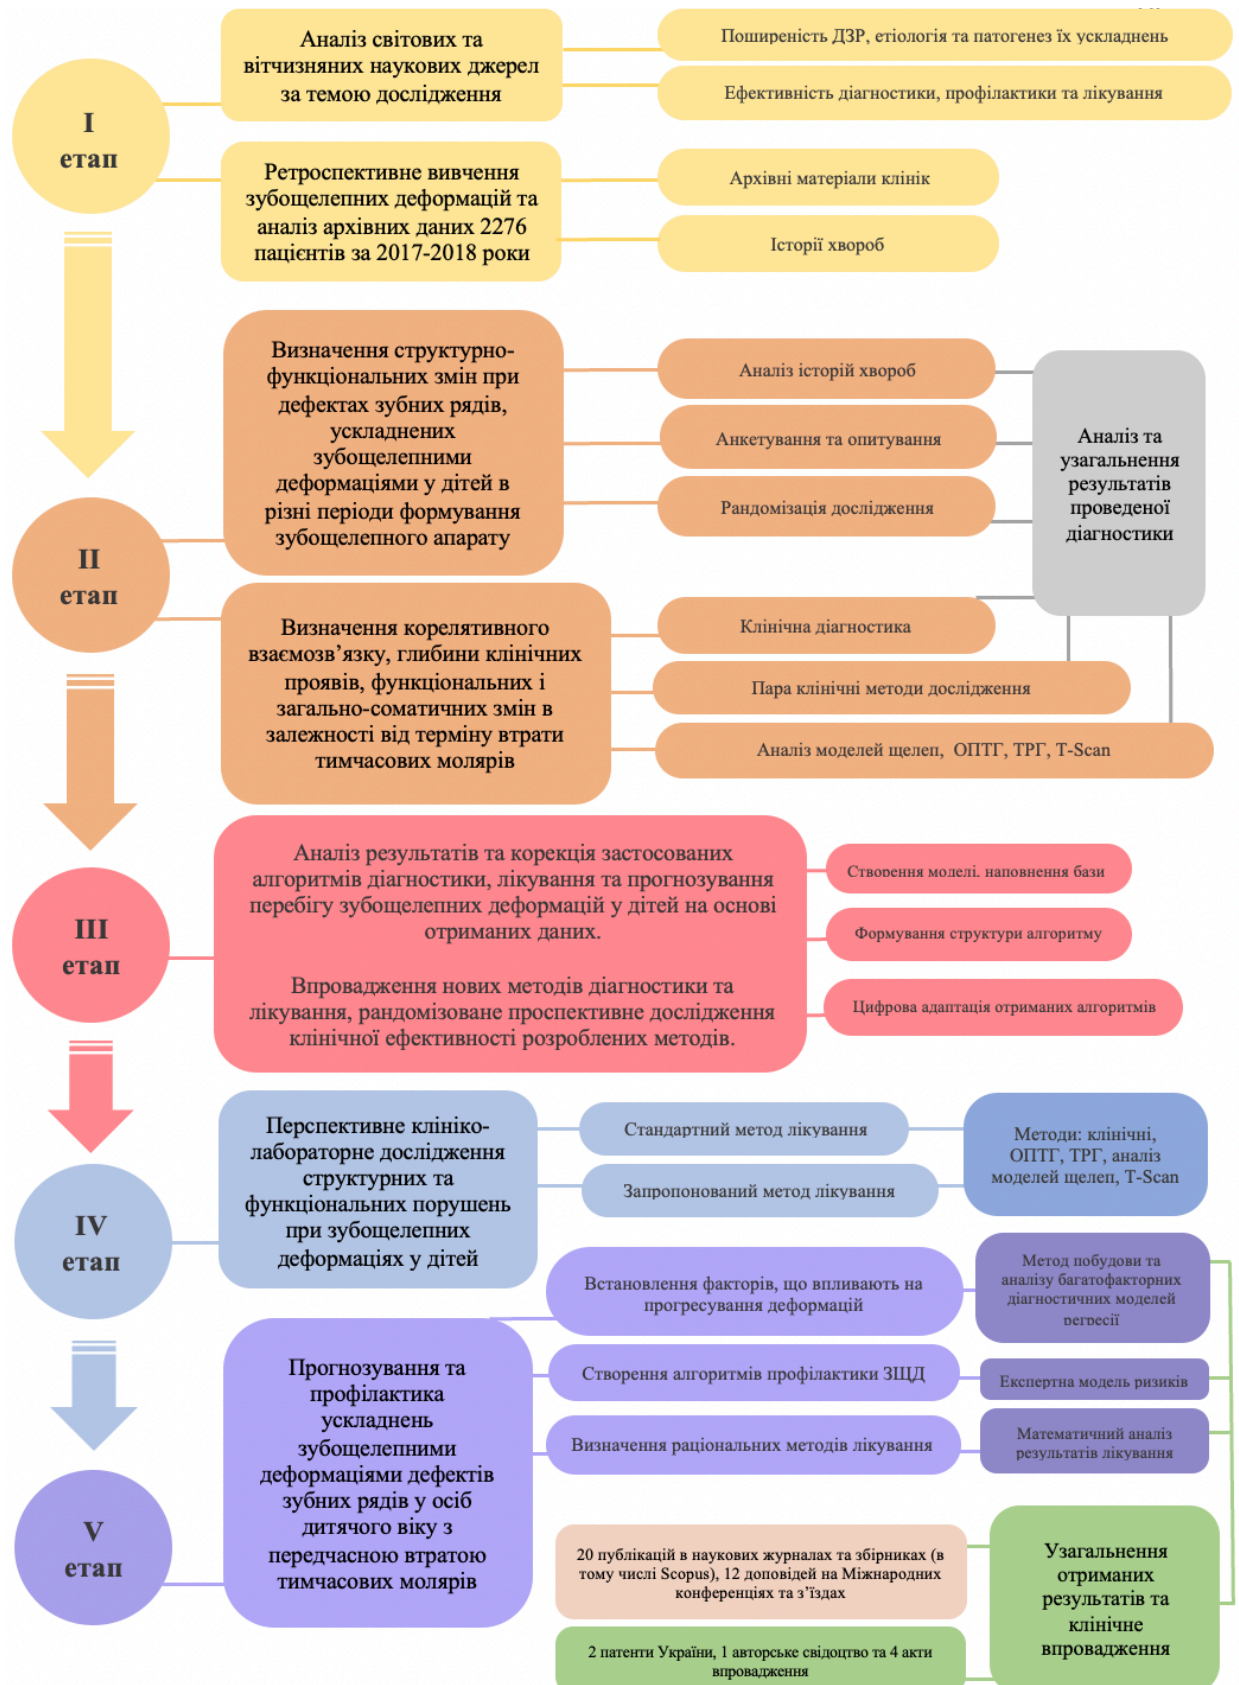 I
етап
Аналіз світових та
вітчизняних наукових джерел
за темою дослідження
Поширеність ДЗР, етіологія та патогенез їх ускладнень
Ефективність діагностики, профілактики та лікування
Ретроспективне вивчення
зубощелепних деформацій та
аналіз архівних даних 2276
пацієнтів за 2017-2018 роки
Архівні матеріали клінік
Історії хвороб
II
етап
Визначення структурно-
функціональних змін при
дефектах зубних рядів,
ускладнених
зубощелепними
деформаціями у дітей в
різні періоди формування
зубощелепного апарату
Аналіз історій хвороб
Анкетування та опитування
Рандомізація дослідження
Аналіз та
узагальнення
результатів
проведеної
діагностики
Визначення корелятивного
взаємозв’язку, глибини клінічних
проявів, функціональних і
загально-соматичних змін в
залежності від терміну втрати
тимчасових молярів
Клінічна діагностика
Пара клінічні методи дослідження
Аналіз моделей щелеп, ОПТГ, ТРГ, T-Scan
III
етап
Аналіз результатів та корекція застосованих
алгоритмів діагностики, лікування та прогнозування
перебігу зубощелепних деформацій у дітей на основі
отриманих даних.
Впровадження нових методів діагностики та
лікування, рандомізоване проспективне дослідження
клінічної ефективності розроблених методів.
Створення моделі, наповнення бази
Формування структури алгоритму
Цифрова адаптація отриманих алгоритмів
IV
етап
Перспективне клініко-
лабораторне дослідження
структурних та
функціональних порушень
при зубощелепних
деформаціях у дітей
Стандартний метод лікування
Запропонований метод лікування
Методи: клінічні,
ОПТГ, ТРГ, аналіз
моделей щелеп, T-Scan
V
етап
Прогнозування та
профілактика
ускладнень
зубощелепними
деформаціями дефектів
зубних рядів у осіб
дитячого віку з
передчасною втратою
тимчасових молярів
Встановлення факторів, що впливають на
прогресування деформацій
Метод побудови та
аналізу багатофакторних
діагностичних моделей
регресії
Створення алгоритмів профілактики ЗЩД
Експертна модель ризиків
Визначення раціональних методів лікування
Математичний аналіз
результатів лікування
20 публікацій в наукових журналах та збірниках (в
тому числі Scopus), 12 доповідей на Міжнародних
конференціях та з’їздах
2 патенти України, 1 авторське свідоцтво та 4 акти
впровадження
Узагальнення
отриманих
результатів та
клінічне
впровадження